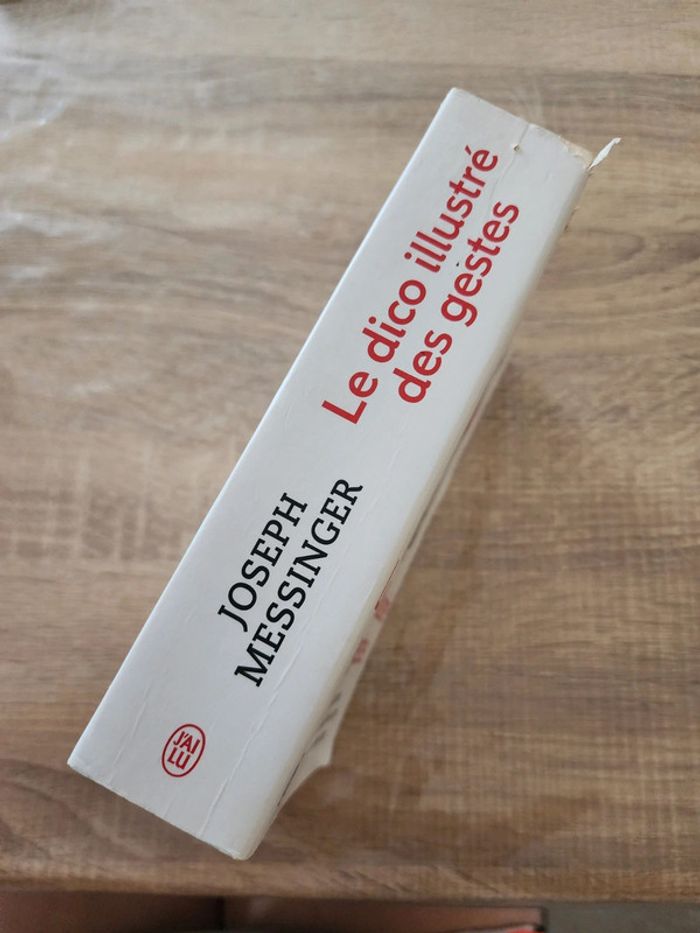 JOSEPH
MESSINGER
Le dico illustré
des gestes
J'AI
LU